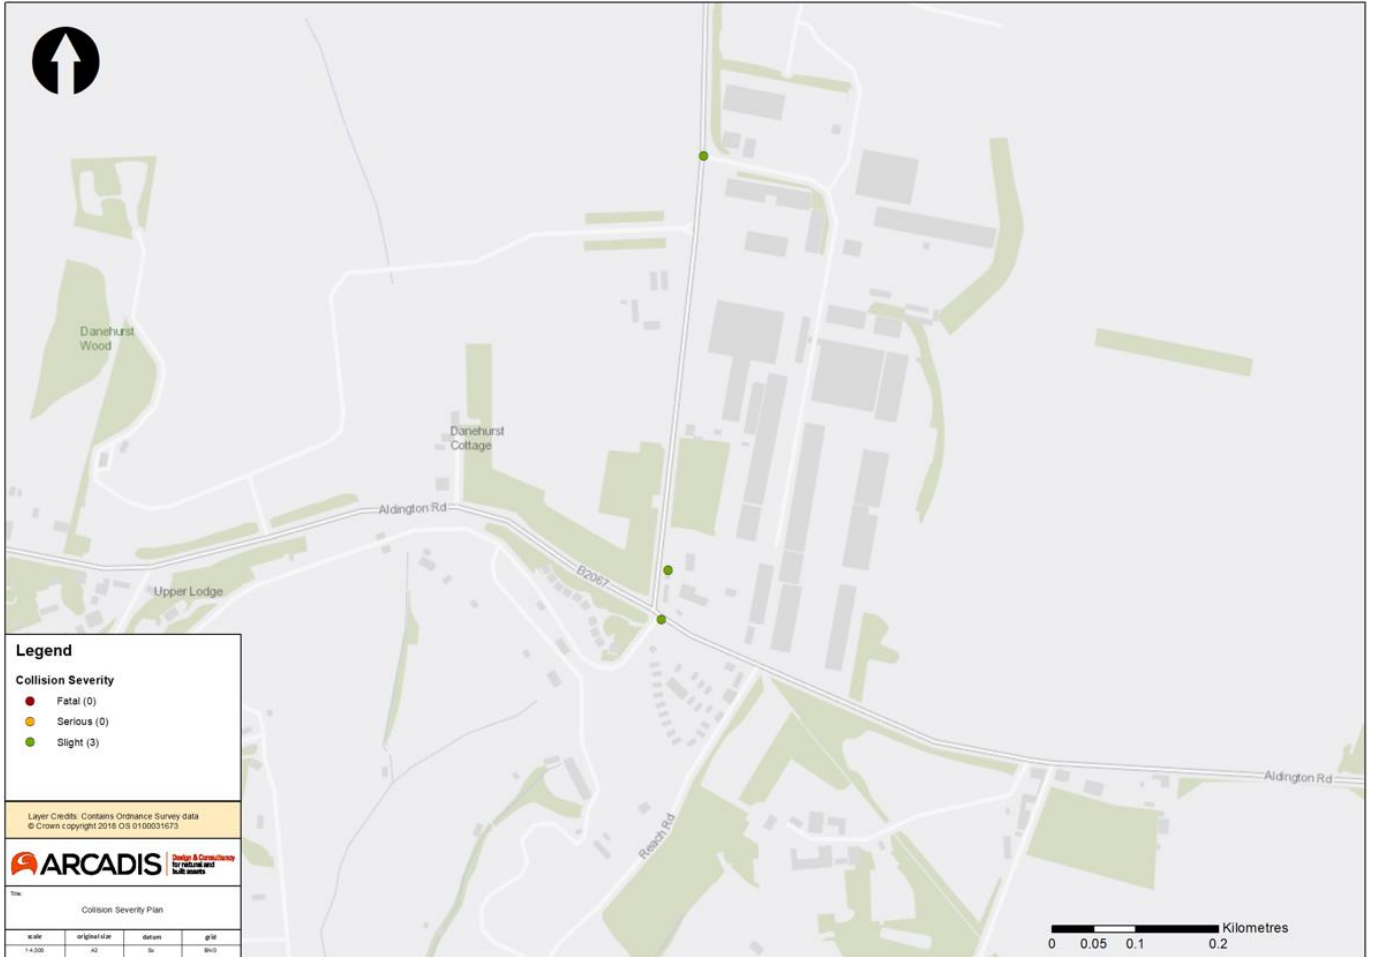 Danehurst
Wood
Danehurst
Cottage
Aldington Rd
B2067
Upper Lodge
Legend
Collision Severity
Fatal (0)
Serious (0)
Slight (3)
Layer Credits: Contains Ordnance Survey data
© Crown copyright 2018 OS 0100031673
ARCADIS
Design & Consultancy
for natural and
built assets
Title:
Collision Severity Plan
scale original size datum grid
1:4,000 A3 BNG
Reach Rd
Aldington Rd
Kilometres
0 0.05 0.1 0.2